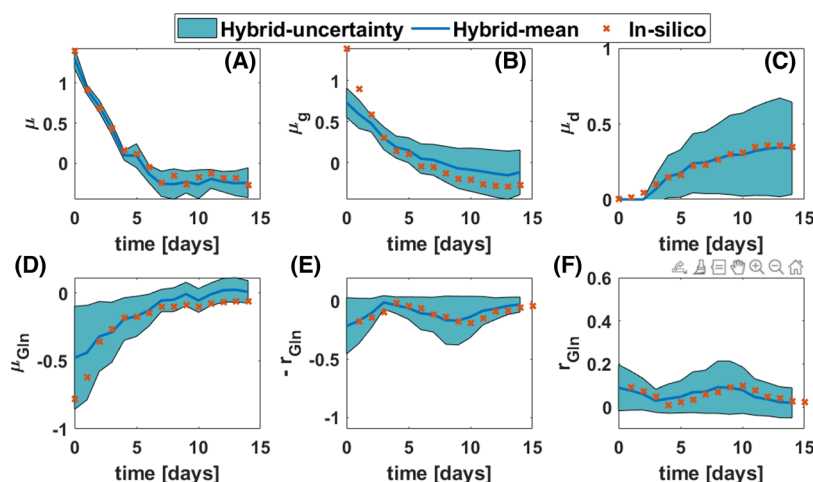 Hybrid-uncertainty Hybrid-mean In-silico
(A) (B) (C)
1 0.5 0
μ
0 5 10 15
time [days]
1 0.5 0
μg
0 5 10 15
time [days]
1 0.5 0
μd
0 5 10 15
time [days]
(D) (E) (F)
0 -0.5 -1
μGln
0 5 10 15
time [days]
0 -0.5 -1
- rGln
0 5 10 15
time [days]
0.6 0.4 0.2 0
rGln
0 5 10 15
time [days]